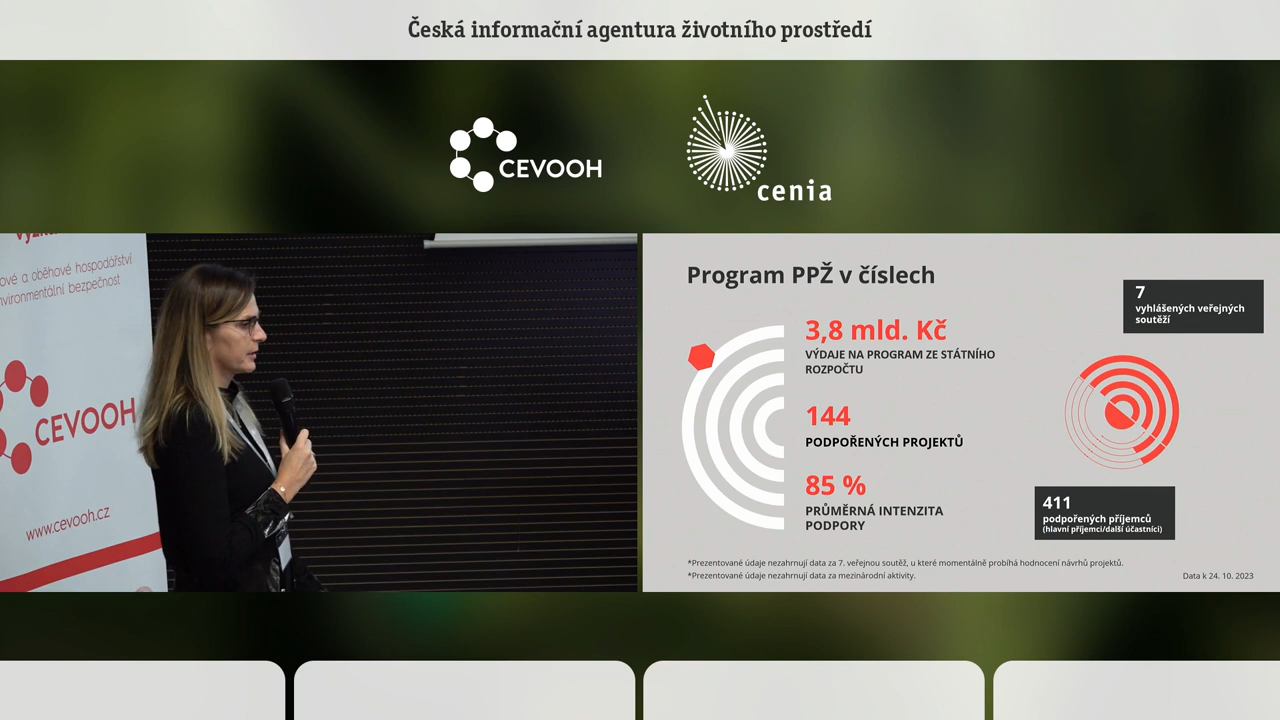 Česká informační agentura životního prostředí
CEVOOH
cenia
ové a oběhové hospodářství
nvironmentální bezpečnost
CEVOOH
www.cevooh.cz
Program PPŽ v číslech
3,8 mld. Kč
VÝDAJE NA PROGRAM ZE STÁTNÍHO
ROZPOČTU
144
PODPOŘENÝCH PROJEKTŮ
85 %
PRŮMĚRNÁ INTENZITA
PODPORY
7
vyhlášených veřejných
soutěží
411
podpořených příjemců
(hlavní příjemci/další účastníci)
*Prezentované údaje nezahrnují data za 7. veřejnou soutěž, u které momentálně probíhá hodnocení návrhů projektů.
*Prezentované údaje nezahrnují data za mezinárodní aktivity.
Data k 24. 10. 2023